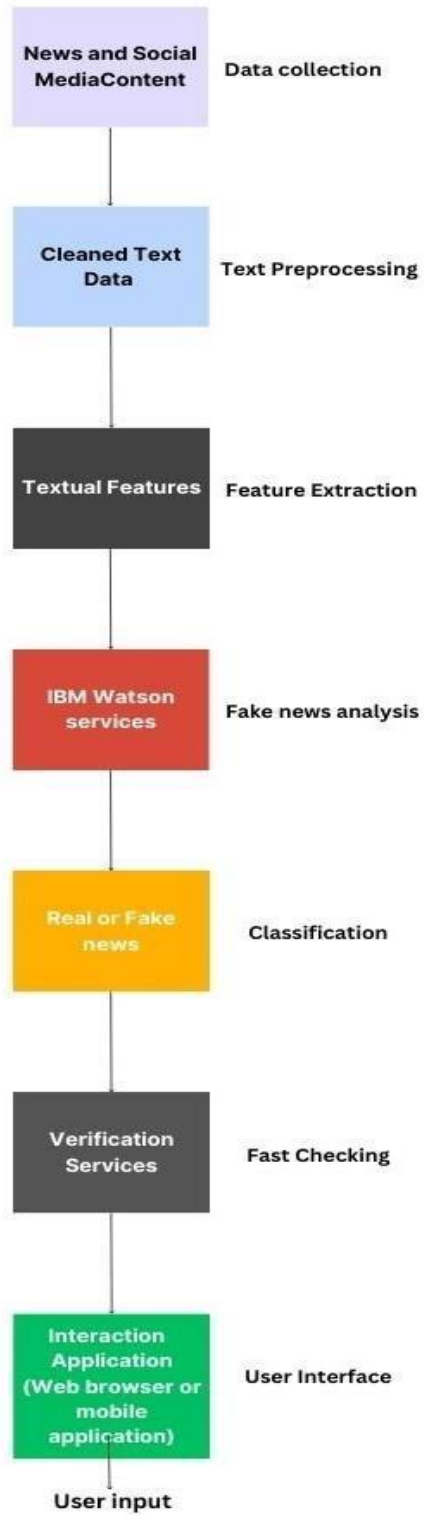 News and Social
MediaContent
Data collection
Cleaned Text
Data
Text Preprocessing
Textual Features
Feature Extraction
IBM Watson
services
Fake news analysis
Real or Fake
news
Classification
Verification
Services
Fast Checking
Interaction
Application
(Web browser or
mobile
application)
User Interface
User input